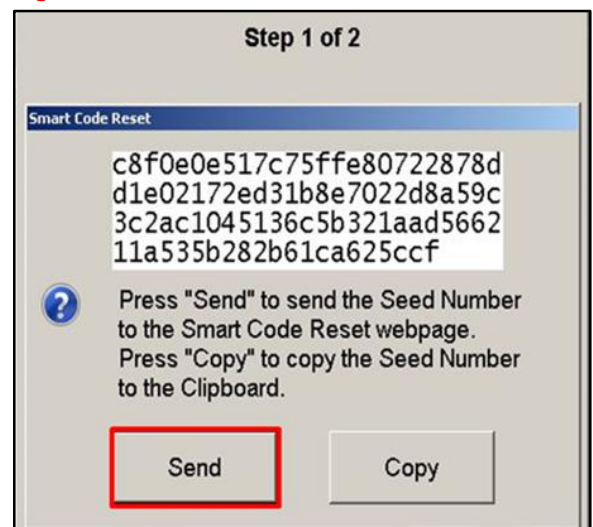 Step 1 of 2
Smart Code Reset
c8f0e0e517c75ffe80722878d
d1e02172ed31b8e7022d8a59c
3c2ac1045136c5b321aad5662
11a535b282b61ca625ccf
Press "Send" to send the Seed Number
to the Smart Code Reset webpage.
Press "Copy" to copy the Seed Number
to the Clipboard.
Send
Copy